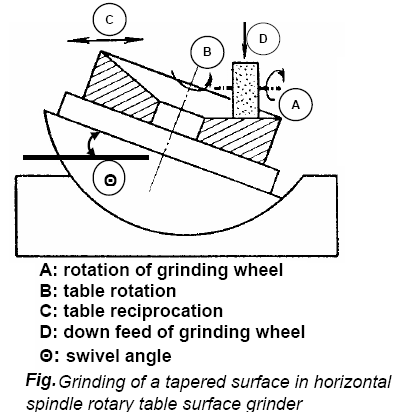 C
B
D
A
Θ
A: rotation of grinding wheel
B: table rotation
C: table reciprocation
D: down feed of grinding wheel
Θ: swivel angle
Fig. Grinding of a tapered surface in horizontal
spindle rotary table surface grinder